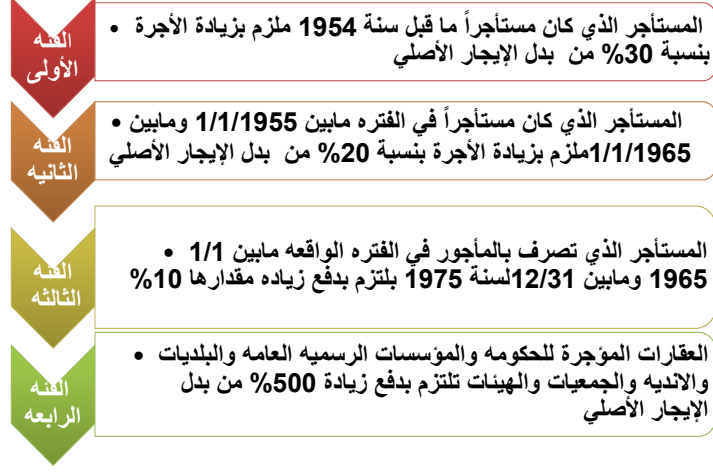 الفئه
الأولى
• المستأجر الذي كان مستأجراً ما قبل سنة 1954 ملزم بزيادة الأجرة
بنسبة 30% من بدل الإيجار الأصلي
الفئه
الثانيه
• المستأجر الذي كان مستأجراً في الفتره مابين 1/1/1955 ومابين
1/1/1965ملزم بزيادة الأجرة بنسبة 20% من بدل الإيجار الأصلي
الفئه
الثالثه
• المستأجر الذي تصرف بالمأجور في الفتره الواقعه مابين 1/1
1965 ومابين 12/31لسنة 1975 بلتزم بدفع زياده مقدارها 10%
الفئه
الرابعه
• العقارات المؤجرة للحكومه والمؤسسات الرسميه العامه والبلديات
والانديه والجمعيات والهيئات تلتزم بدفع زيادة 500% من بدل
الإيجار الأصلي